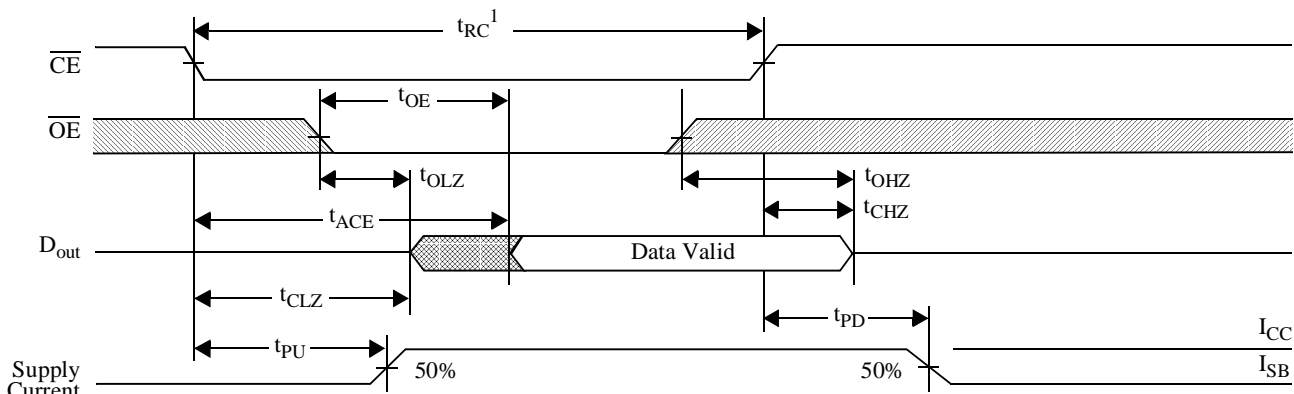 tRC1
CE
tOE
OE
tOLZ
tOHZ
tCHZ
tACE
Dout
Data Valid
tCLZ
tPD
ICC
tPU
50%
50%
ISB
Supply
Current